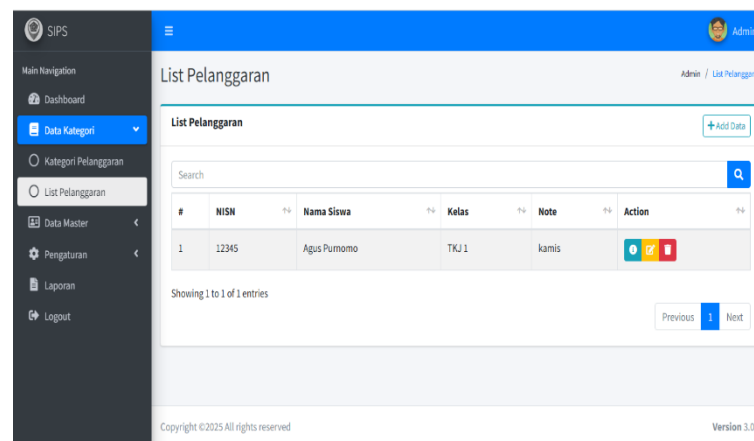 SIPS
Admin
Main Navigation
Dashboard
Data Kategori
Kategori Pelanggaran
List Pelanggaran
Data Master
Pengaturan
Laporan
Logout
List Pelanggaran
Admin / List Pelanggaran
List Pelanggaran
+ Add Data
Search
# NISN Nama Siswa Kelas Note Action
1 12345 Agus Purnomo TKJ 1 kamis
Showing 1 to 1 of 1 entries
Previous 1 Next
Copyright ©2025 All rights reserved
Version 3.0